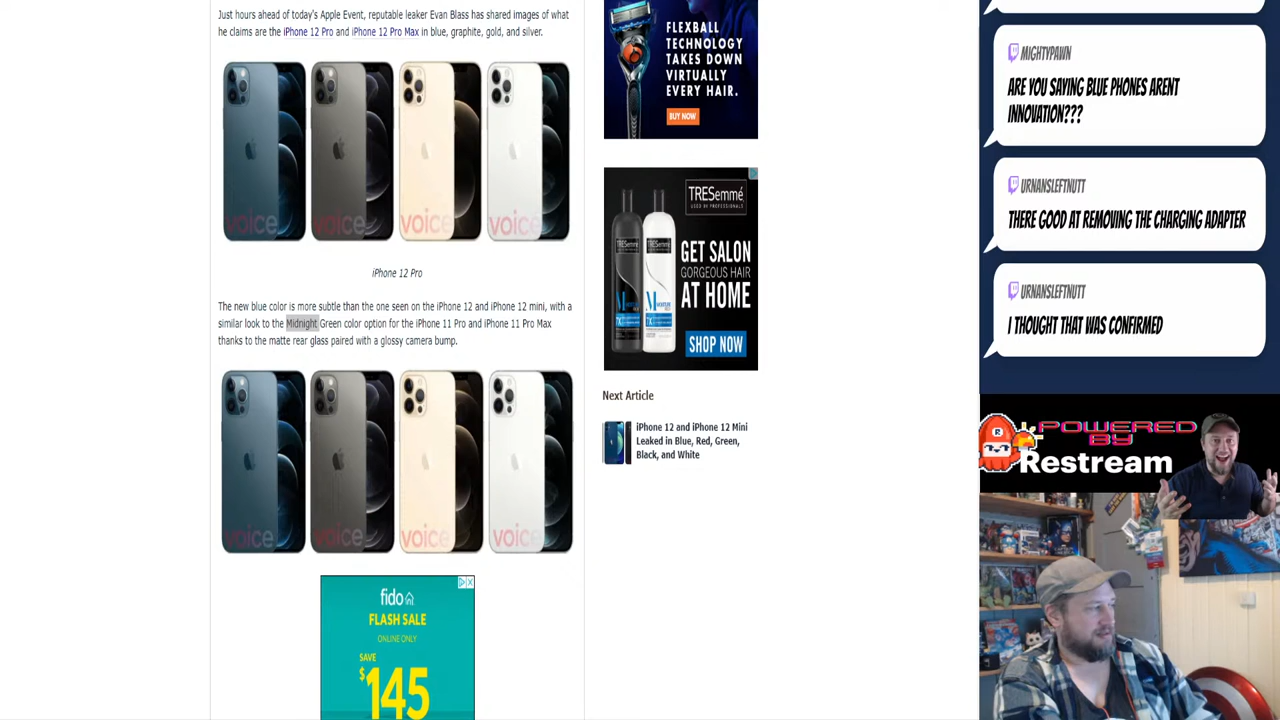 Just hours ahead of today's Apple Event, reputable leaker Evan Blass has shared images of what
he claims are the iPhone 12 Pro and iPhone 12 Pro Max in blue, graphite, gold, and silver.
voice
voice
voice
voice
iPhone 12 Pro
The new blue color is more subtle than the one seen on the iPhone 12 and iPhone 12 mini, with a
similar look to the Midnight Green color option for the iPhone 11 Pro and iPhone 11 Pro Max
thanks to the matte rear glass paired with a glossy camera bump.
voice
voice
voice
voice
fido
FLASH SALE
ONLINE ONLY
SAVE
$145
FLEXBALL
TECHNOLOGY
TAKES DOWN
VIRTUALLY
EVERY HAIR.
BUY NOW
TRESemmé
USED BY PROFESSIONALS
GET SALON
GORGEOUS HAIR
AT HOME
SHOP NOW
Next Article
iPhone 12 and iPhone 12 Mini
Leaked in Blue, Red, Green,
Black, and White
MIGHTYPAWN
ARE YOU SAYING BLUE PHONES ARENT
INNOVATION???
URNANSLEFTNUTT
THERE GOOD AT REMOVING THE CHARGING ADAPTER
URNANSLEFTNUTT
I THOUGHT THAT WAS CONFIRMED
POWERED
BY
Restream